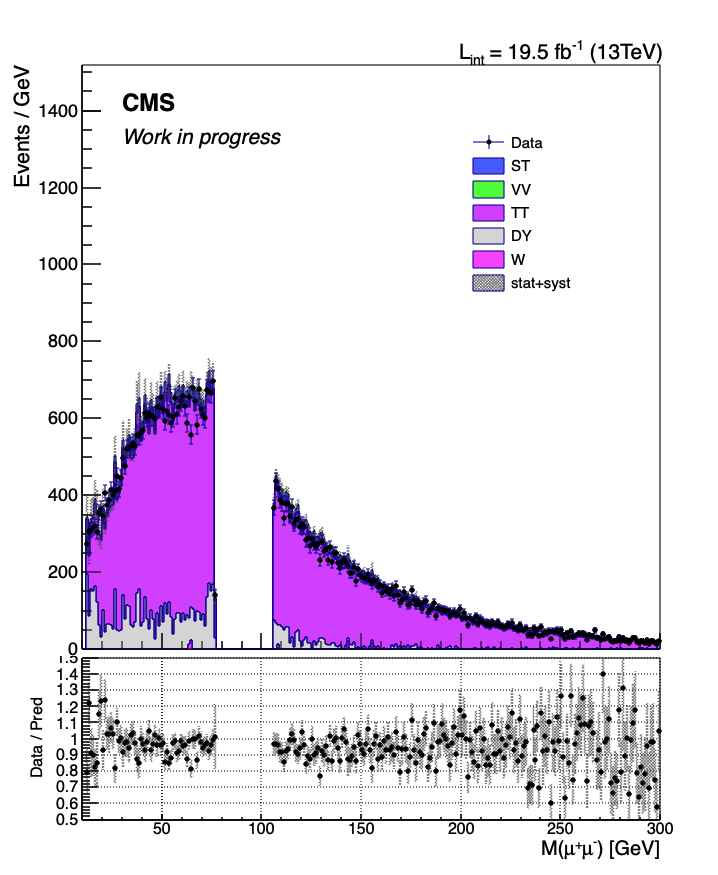 L_int = 19.5 fb⁻¹ (13TeV)
Events / GeV
CMS
Work in progress
1400
1200
1000
800
600
400
200
0
Data
ST
VV
TT
DY
W
stat+syst
Data / Pred
1.5
1.4
1.3
1.2
1.1
1
0.9
0.8
0.7
0.6
0.5
50 100 150 200 250 300
M(μ⁺μ⁻) [GeV]